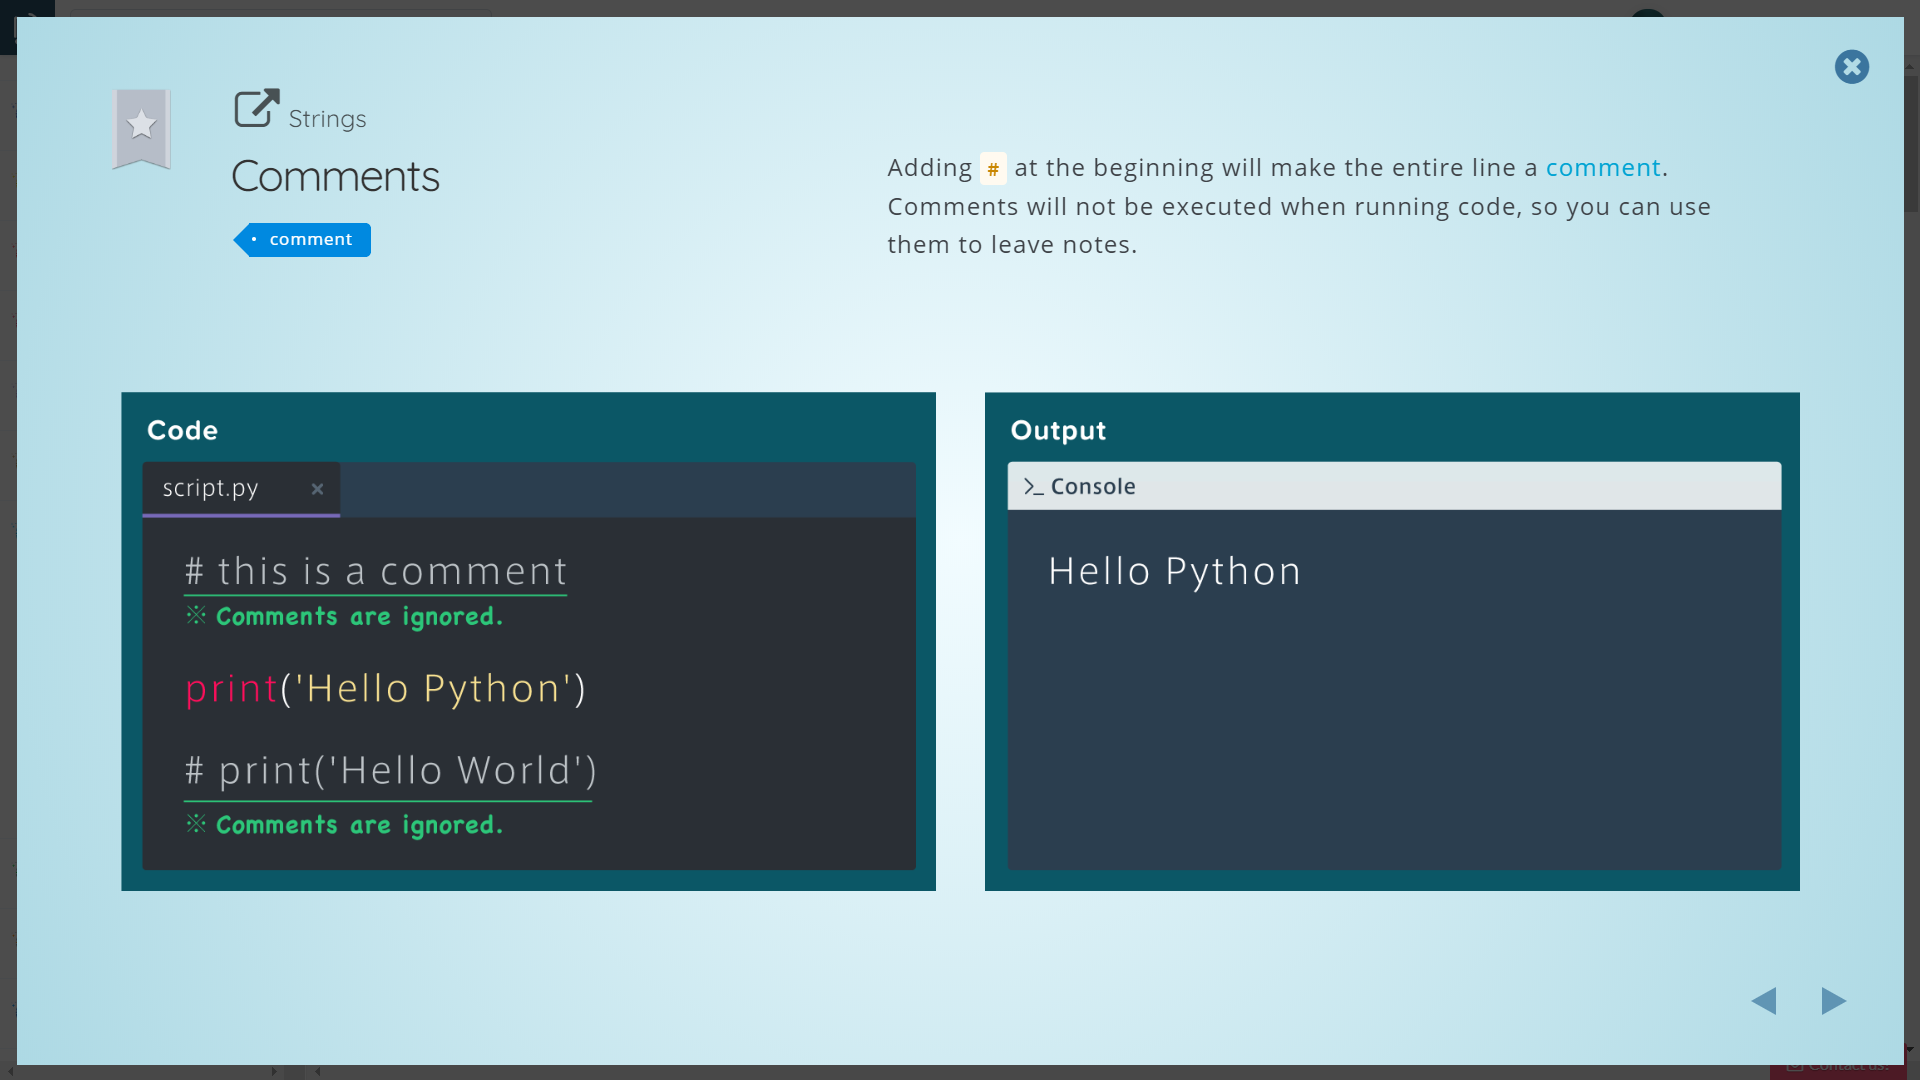 Strings
Comments
• comment
Adding # at the beginning will make the entire line a comment.
Comments will not be executed when running code, so you can use
them to leave notes.
Code
script.py ×
# this is a comment
※ Comments are ignored.
print('Hello Python')
# print('Hello World')
※ Comments are ignored.
Output
>_ Console
Hello Python
Contact us!